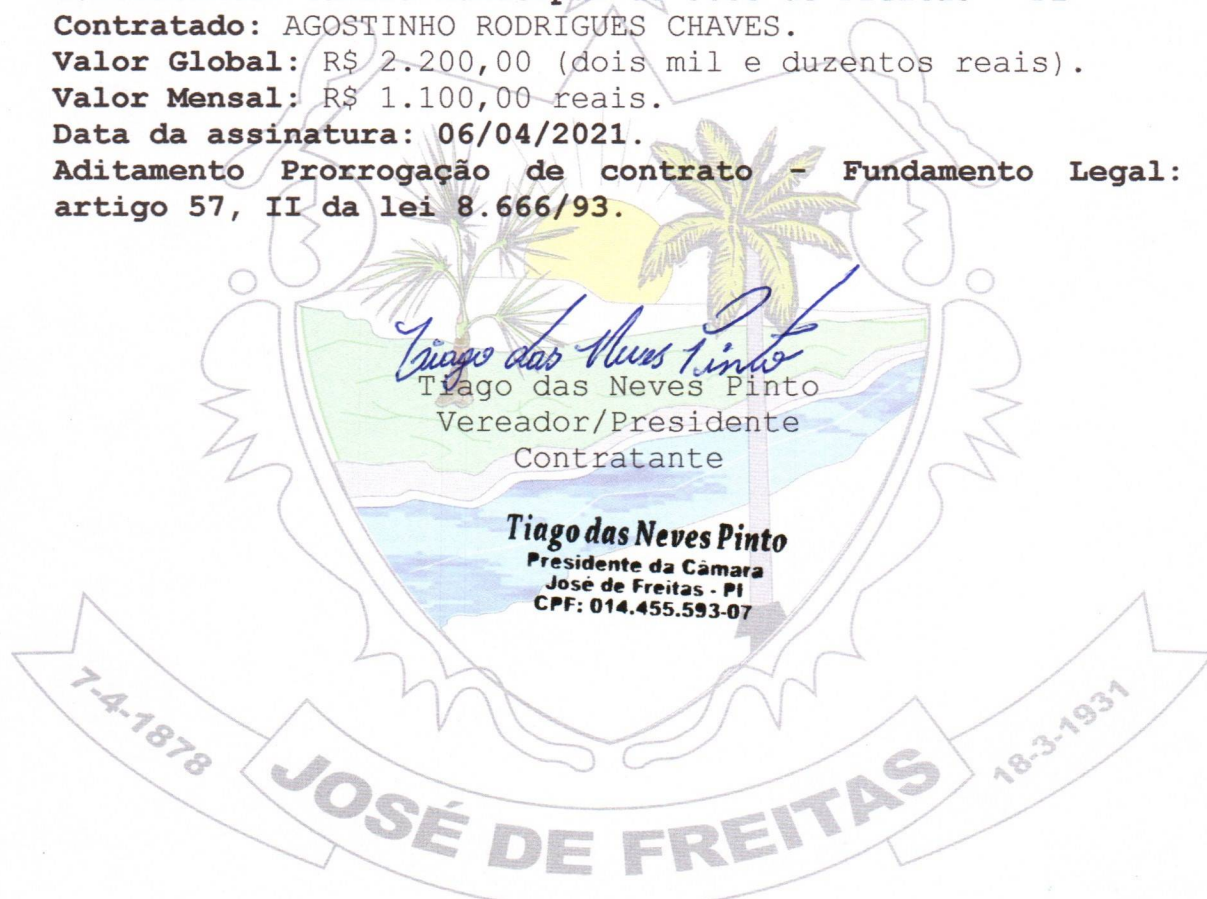 Contratado: AGOSTINHO RODRIGUES CHAVES.
Valor Global: R$ 2.200,00 (dois mil e duzentos reais).
Valor Mensal: R$ 1.100,00 reais.
Data da assinatura: 06/04/2021.
Aditamento Prorrogação de contrato – Fundamento Legal:
artigo 57, II da lei 8.666/93.
Tiago das Neves Pinto
Tiago das Neves Pinto
Vereador/Presidente
Contratante
Tiago das Neves Pinto
Presidente da Câmara
José de Freitas - PI
CPF: 014.455.593-07
7-4-1878
JOSÉ DE FREITAS
18-3-1931